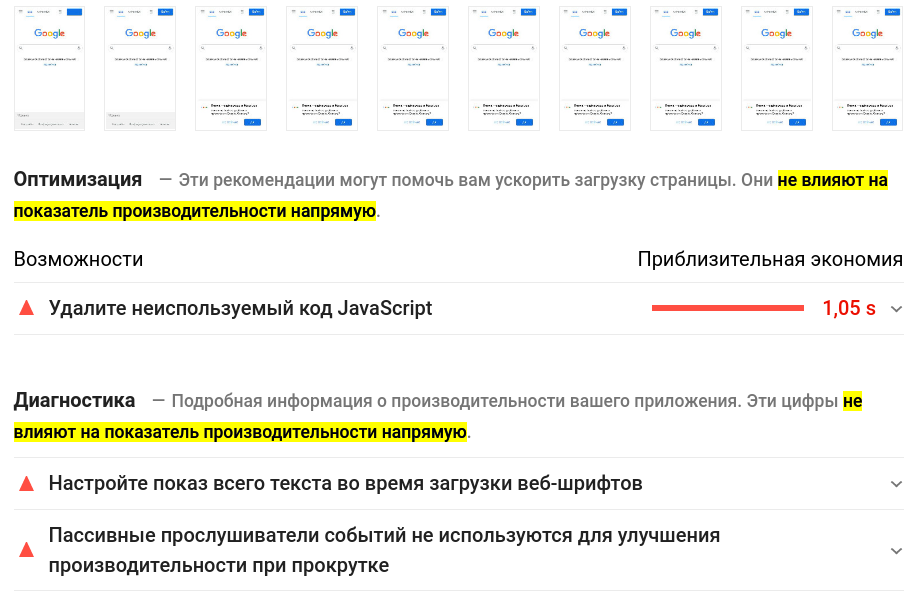 Google Google Google Google Google Google Google Google Google Google
Оптимизация — Эти рекомендации могут помочь вам ускорить загрузку страницы. Они не влияют на
показатель производительности напрямую.
Возможности Приблизительная экономия
Удалите неиспользуемый код JavaScript 1,05 s
Диагностика — Подробная информация о производительности вашего приложения. Эти цифры не
влияют на показатель производительности напрямую.
Настройте показ всего текста во время загрузки веб-шрифтов
Пассивные прослушиватели событий не используются для улучшения
производительности при прокрутке